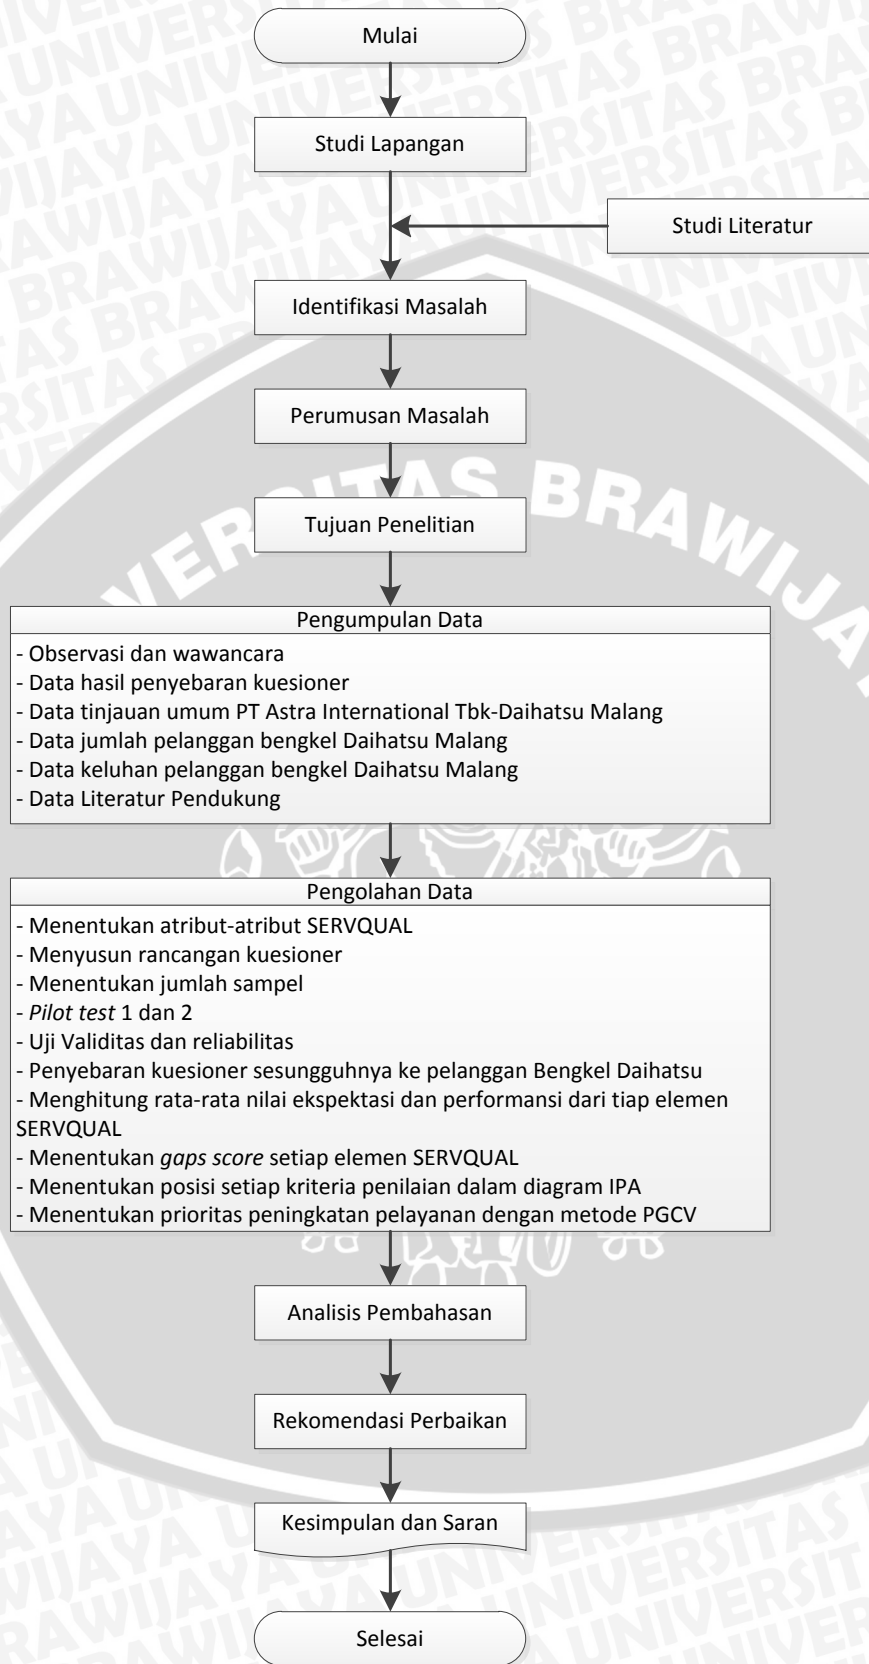 Mulai
Studi Lapangan
Studi Literatur
Identifikasi Masalah
Perumusan Masalah
Tujuan Penelitian
Pengumpulan Data
- Observasi dan wawancara
- Data hasil penyebaran kuesioner
- Data tinjauan umum PT Astra International Tbk-Daihatsu Malang
- Data jumlah pelanggan bengkel Daihatsu Malang
- Data keluhan pelanggan bengkel Daihatsu Malang
- Data Literatur Pendukung
Pengolahan Data
- Menentukan atribut-atribut SERVQUAL
- Menyusun rancangan kuesioner
- Menentukan jumlah sampel
- Pilot test 1 dan 2
- Uji Validitas dan reliabilitas
- Penyebaran kuesioner sesungguhnya ke pelanggan Bengkel Daihatsu
- Menghitung rata-rata nilai ekspektasi dan performansi dari tiap elemen
SERVQUAL
- Menentukan gaps score setiap elemen SERVQUAL
- Menentukan posisi setiap kriteria penilaian dalam diagram IPA
- Menentukan prioritas peningkatan pelayanan dengan metode PGCV
Analisis Pembahasan
Rekomendasi Perbaikan
Kesimpulan dan Saran
Selesai